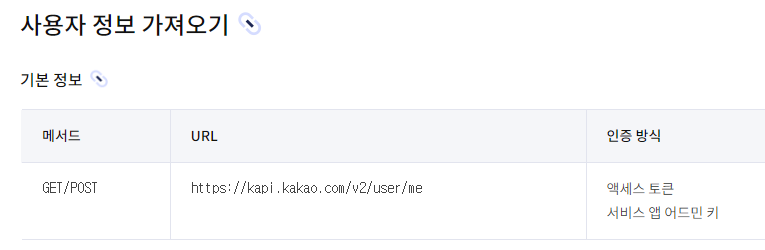 사용자 정보 가져오기
기본 정보
메서드 URL 인증 방식
GET/POST https://kapi.kakao.com/v2/user/me 액세스 토큰
서비스 앱 어드민 키